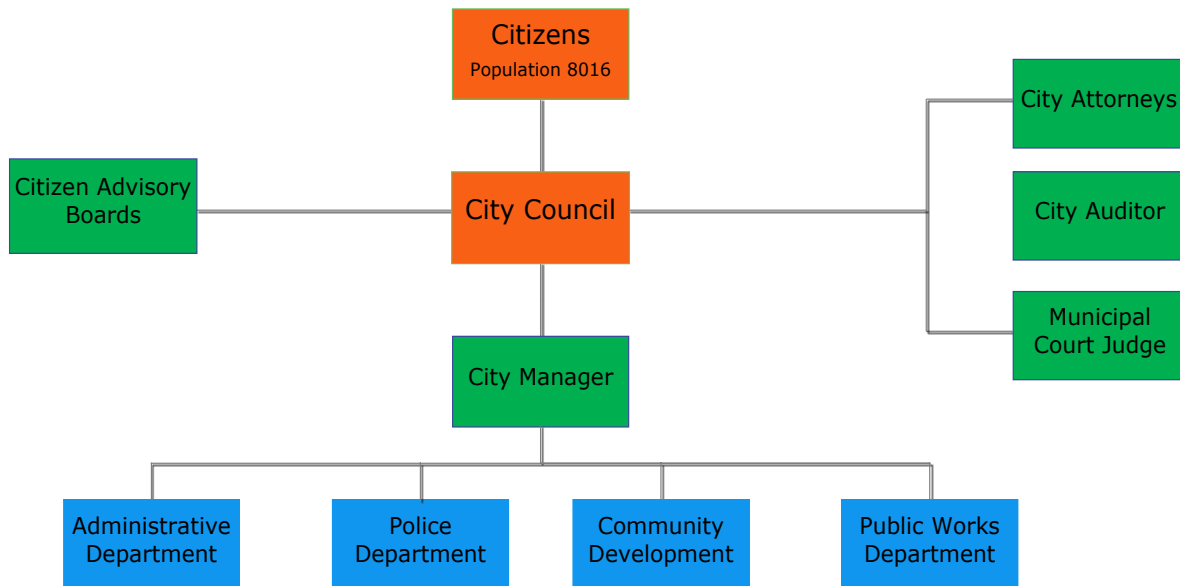 Citizens
Population 8016
City Attorneys
Citizen Advisory
Boards
City Council
City Auditor
Municipal
Court Judge
City Manager
Administrative
Department
Police
Department
Community
Development
Public Works
Department